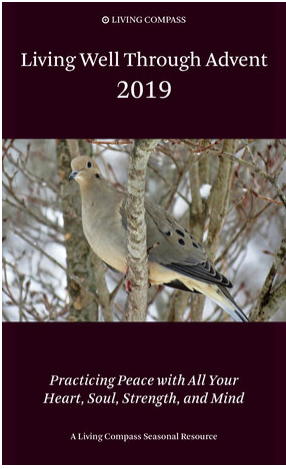 LIVING COMPASS
Living Well Through Advent
2019
Practicing Peace with All Your
Heart, Soul, Strength, and Mind
A Living Compass Seasonal Resource